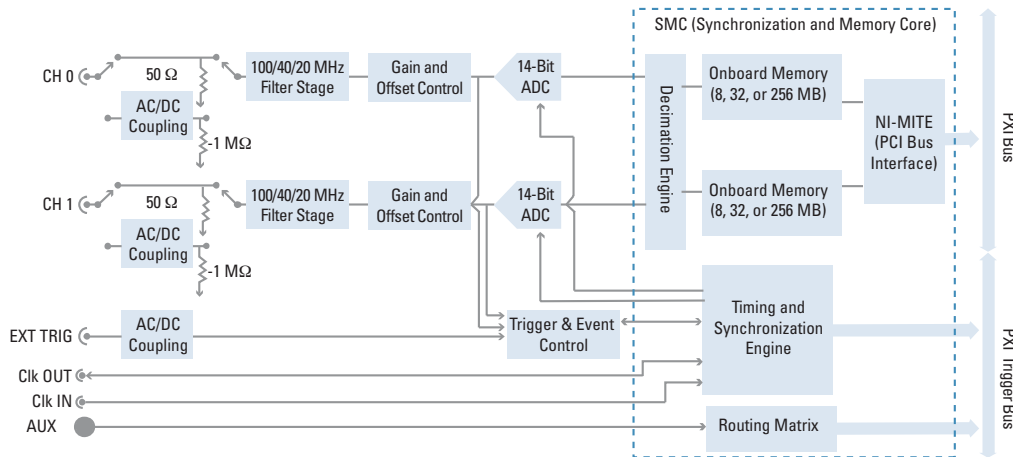 SMC (Synchronization and Memory Core)
CH 0
50 Ω
AC/DC
Coupling
-1 MΩ
100/40/20 MHz
Filter Stage
Gain and
Offset Control
14-Bit
ADC
Decimation Engine
Onboard Memory
(8, 32, or 256 MB)
NI-MITE
(PCI Bus
Interface)
PXI Bus
CH 1
50 Ω
AC/DC
Coupling
-1 MΩ
100/40/20 MHz
Filter Stage
Gain and
Offset Control
14-Bit
ADC
Onboard Memory
(8, 32, or 256 MB)
EXT TRIG
AC/DC
Coupling
Trigger & Event
Control
Timing and
Synchronization
Engine
PXI Trigger Bus
Clk OUT
Clk IN
AUX
Routing Matrix